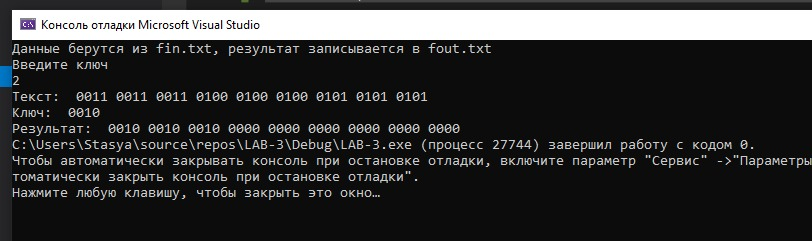 Консоль отладки Microsoft Visual Studio
Данные берутся из fin.txt, результат записывается в fout.txt
Введите ключ
2
Текст:  0011 0011 0011 0100 0100 0100 0101 0101 0101
Ключ:  0010
Результат:  0010 0010 0010 0000 0000 0000 0000 0000 0000
C:\Users\Stasya\source\repos\LAB-3\Debug\LAB-3.exe (процесс 27744) завершил работу с кодом 0.
Чтобы автоматически закрывать консоль при остановке отладки, включите параметр "Сервис" ->"Параметры
томатически закрыть консоль при остановке отладки".
Нажмите любую клавишу, чтобы закрыть это окно…